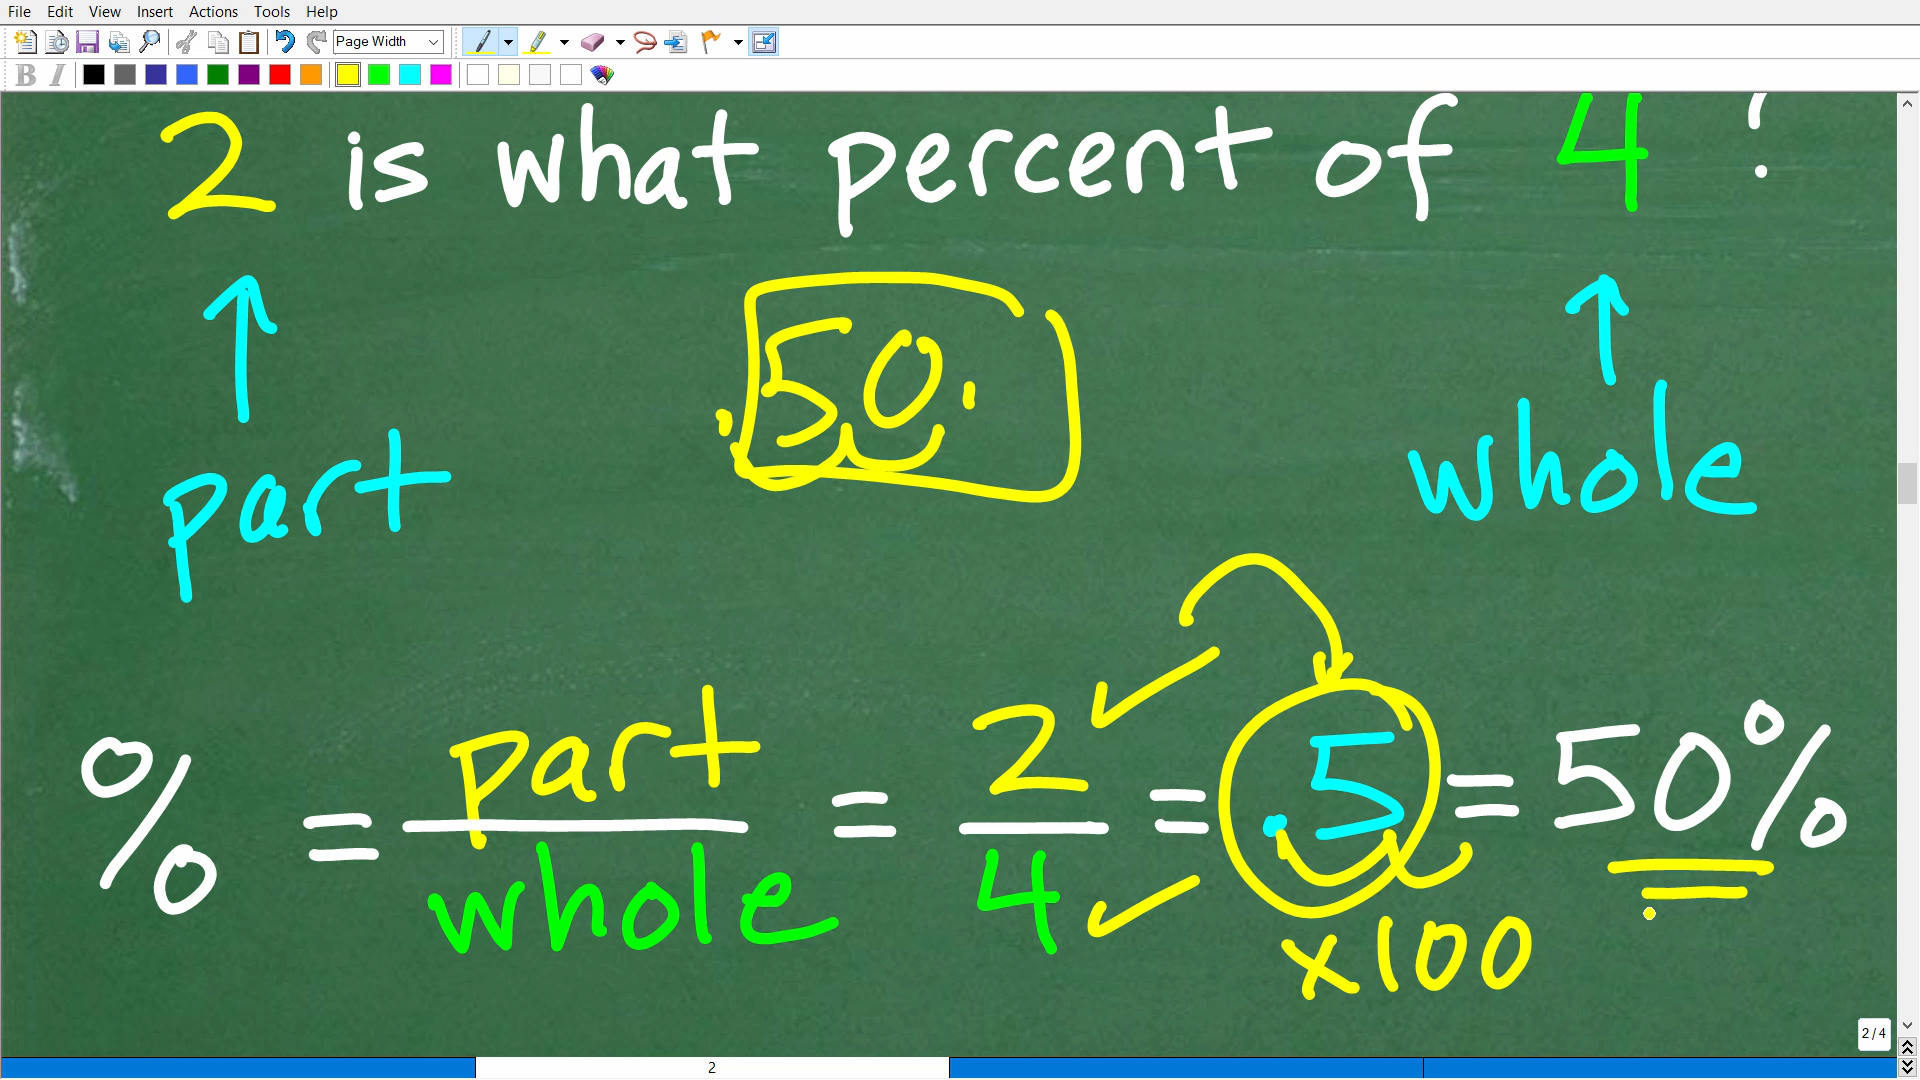 File Edit View Insert Actions Tools Help
Page Width
B I
2 is what percent of 4 ?
.50.
part
whole
% = part / whole = 2 / 4 = .5 = 50%
x100
2/4
2